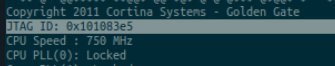 Copyright 2011 Cortina Systems - Golden Gate
JTAG ID: 0x101083e5
CPU Speed : 750 MHz
CPU PLL(0): Locked